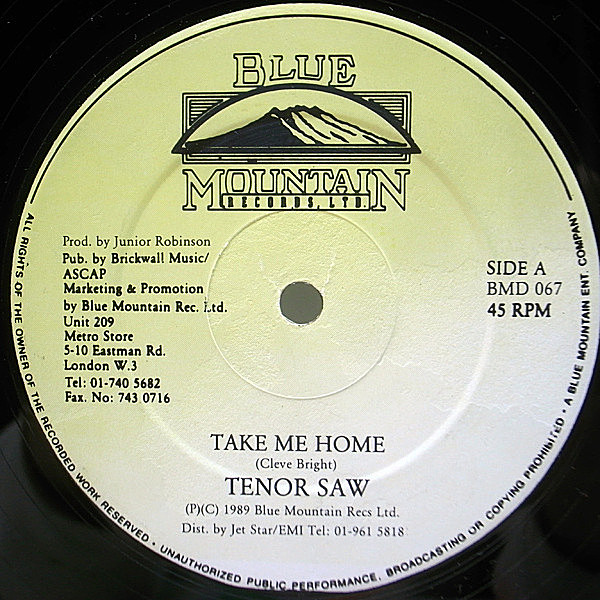 BLUE
MOUNTAIN
RECORDS, LTD.
Prod. by Junior Robinson
Pub. by Brickwall Music/
ASCAP
Marketing & Promotion
by Blue Mountain Rec. Ltd.
Unit 209
Metro Store
5-10 Eastman Rd.
London W.3
Tel: 01-740 5682
Fax. No: 743 0716
SIDE A
BMD 067
45 RPM
TAKE ME HOME
(Cleve Bright)
TENOR SAW
(P)(C) 1989 Blue Mountain Recs Ltd.
Dist. by Jet Star/EMI Tel: 01-961 5818
ALL RIGHTS OF THE OWNER OF THE RECORDED WORK RESERVED • UNAUTHORIZED PUBLIC PERFORMANCE, BROADCASTING OR COPYING PROHIBITED • A BLUE MOUNTAIN ENT. COMPANY